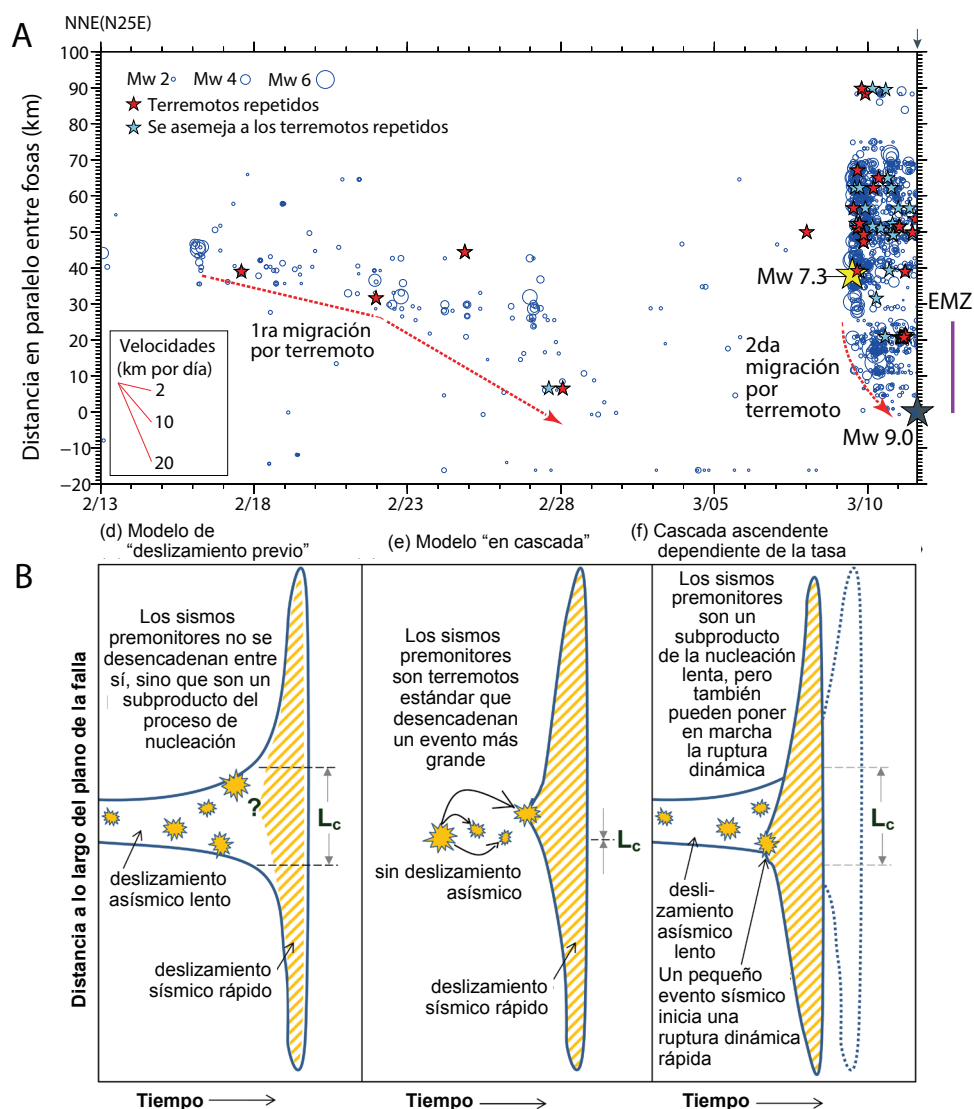 A
NNE(N25E)
Distancia en paralelo entre fosas (km)
100
90
80
70
60
50
40
30
20
10
0
−10
−20
Mw 2 Mw 4 Mw 6
Terremotos repetidos
Se asemeja a los terremotos repetidos
1ra migración
por terremoto
Velocidades
(km por día)
2
10
20
Mw 7.3
EMZ
2da
migración
por
terremoto
Mw 9.0
2/13 2/18 2/23 2/28 3/05 3/10
B
(d) Modelo de
"deslizamiento previo"
(e) Modelo "en cascada"
(f) Cascada ascendente
dependiente de la tasa
Distancia a lo largo del plano de la falla
Los sismos
premonitores no se
desencadenan entre
sí, sino que son un
subproducto del
proceso de
nucleación
?
Lc
deslizamiento
asísmico lento
deslizamiento
sísmico rápido
Tiempo
Los sismos
premonitores
son terremotos
estándar que
desencadenan
un evento más
grande
Lc
sin deslizamiento
asísmico
deslizamiento
sísmico rápido
Tiempo
Los sismos
premonitores
son un
subproducto
de la nucleación
lenta, pero
también
pueden poner
en marcha
la ruptura
dinámica
Lc
desli-
zamiento
asísmico
lento
Un pequeño
evento sísmico
inicia una
ruptura dinámica
rápida
Tiempo